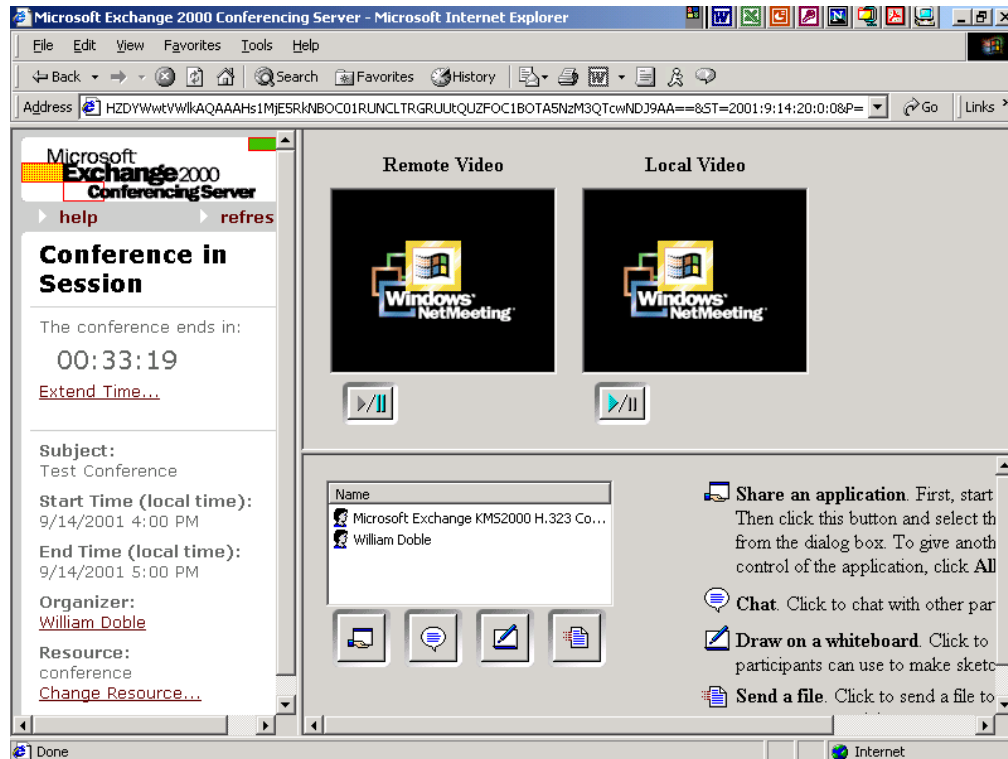 Microsoft Exchange 2000 Conferencing Server - Microsoft Internet Explorer
File Edit View Favorites Tools Help
Back Search Favorites History
Address HZDYWwtVWlkAQAAAHs1MjE5RkNBOC01RUNCLTRGRUUtQUZFOC1BOTA5NzM3QTcwNDJ9AA==&ST=2001:9:14:20:0:0&P= Go Links
Microsoft
Exchange 2000
Conferencing Server
help refres
Conference in
Session
The conference ends in:
00:33:19
Extend Time...
Subject:
Test Conference
Start Time (local time):
9/14/2001 4:00 PM
End Time (local time):
9/14/2001 5:00 PM
Organizer:
William Doble
Resource:
conference
Change Resource...
Remote Video Local Video
Windows
NetMeeting
Windows
NetMeeting
Name
Microsoft Exchange KMS2000 H.323 Co...
William Doble
Share an application. First, start
Then click this button and select th
from the dialog box. To give anoth
control of the application, click All
Chat. Click to chat with other par
Draw on a whiteboard. Click to
participants can use to make sketc
Send a file. Click to send a file to
Done Internet